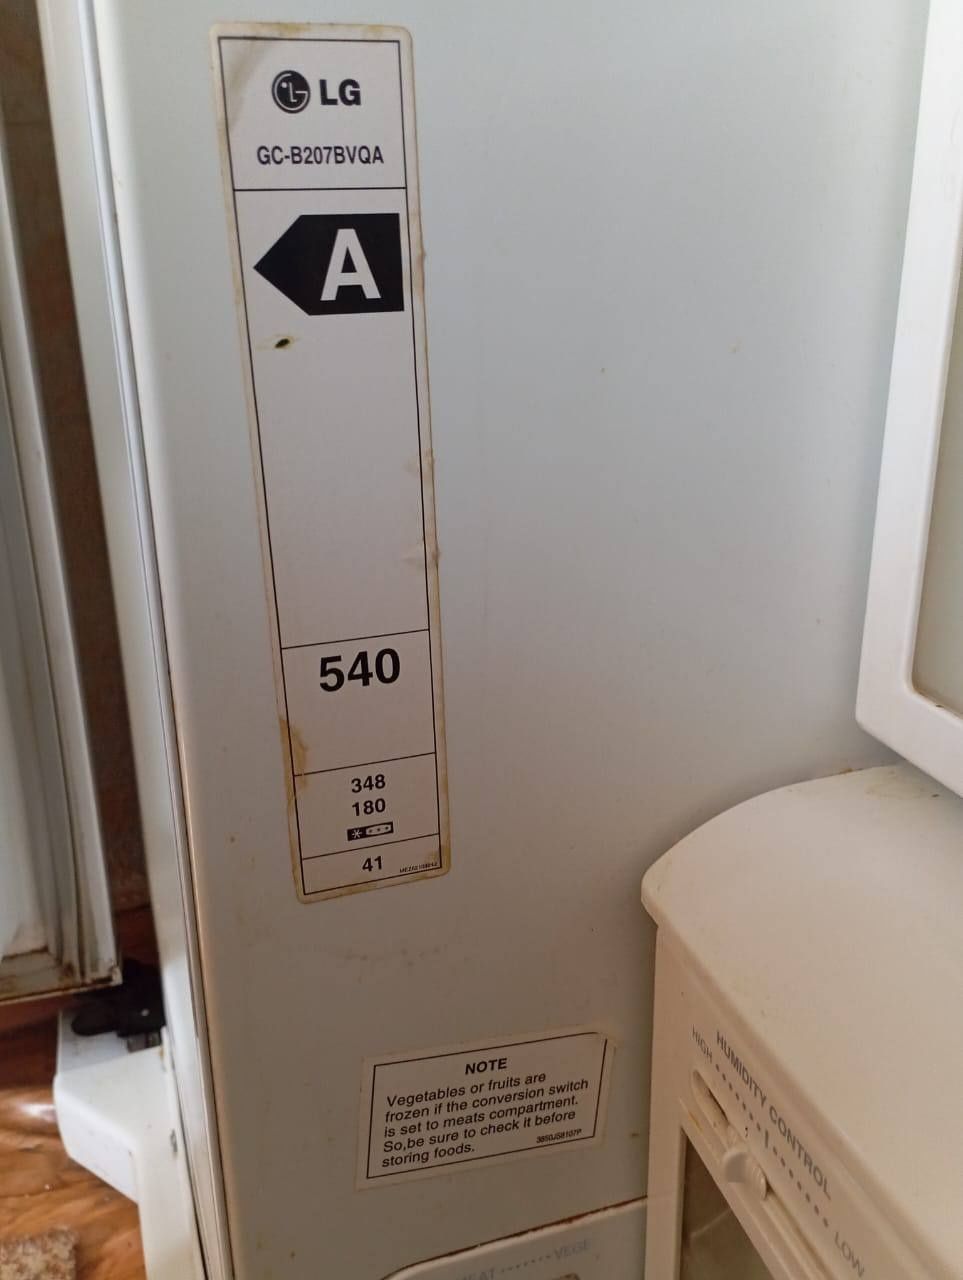 LG
GC-B207BVQA
A
540
348
180
41
NOTE
Vegetables or fruits are
frozen if the conversion switch
is set to meats compartment.
So,be sure to check it before
storing foods.
3850JS8107P
HUMIDITY CONTROL
HIGH
LOW
VEGE